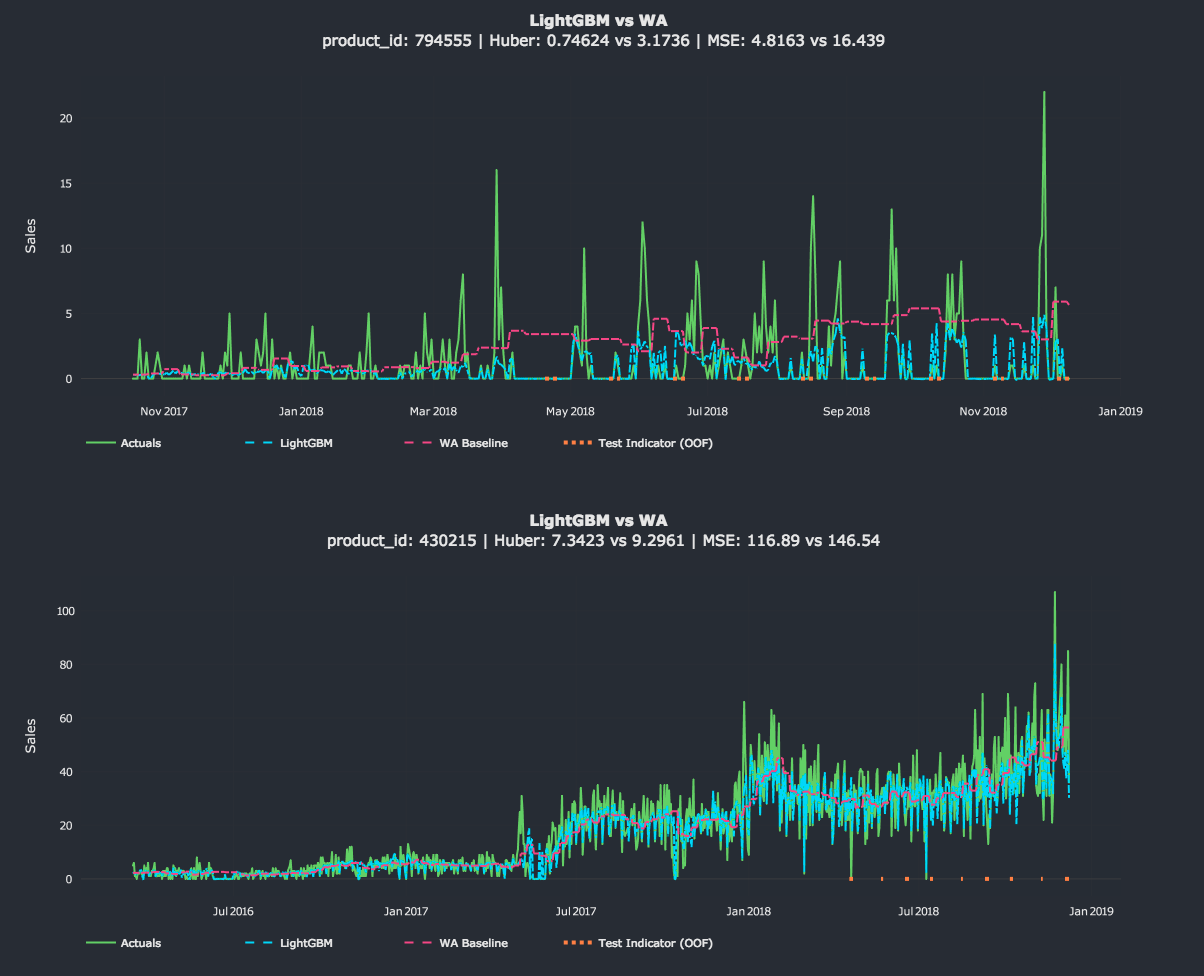 LightGBM vs WA
product_id: 794555 | Huber: 0.74624 vs 3.1736 | MSE: 4.8163 vs 16.439
Sales
20
15
10
5
0
Nov 2017 Jan 2018 Mar 2018 May 2018 Jul 2018 Sep 2018 Nov 2018 Jan 2019
Actuals LightGBM WA Baseline Test Indicator (OOF)
LightGBM vs WA
product_id: 430215 | Huber: 7.3423 vs 9.2961 | MSE: 116.89 vs 146.54
Sales
100
80
60
40
20
0
Jul 2016 Jan 2017 Jul 2017 Jan 2018 Jul 2018 Jan 2019
Actuals LightGBM WA Baseline Test Indicator (OOF)